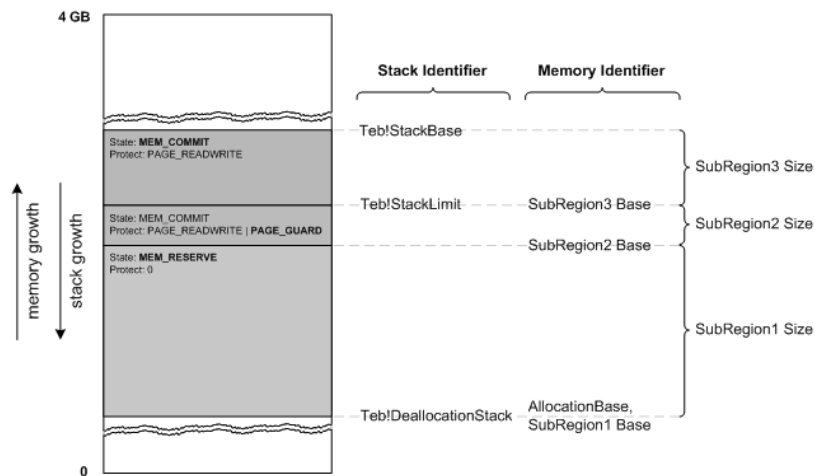 4 GB
Stack Identifier
Memory Identifier
Teb!StackBase
State: MEM_COMMIT
Protect: PAGE_READWRITE
SubRegion3 Size
Teb!StackLimit
SubRegion3 Base
State: MEM_COMMIT
Protect: PAGE_READWRITE | PAGE_GUARD
SubRegion2 Size
SubRegion2 Base
State: MEM_RESERVE
Protect: 0
memory growth
stack growth
SubRegion1 Size
Teb!DeallocationStack
AllocationBase,
SubRegion1 Base
0